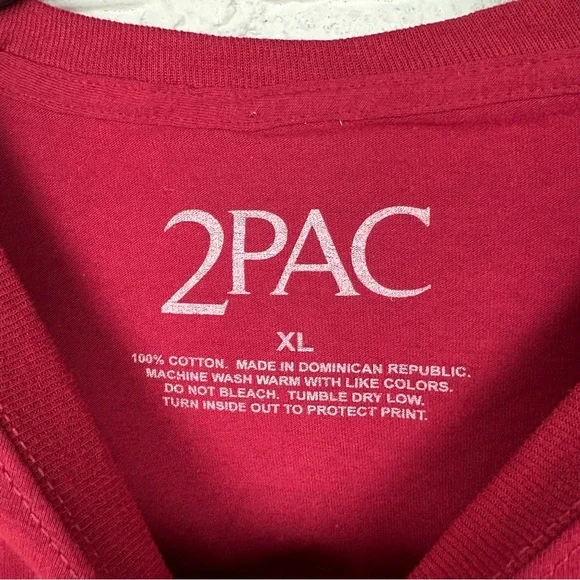 2PAC
XL
100% COTTON. MADE IN DOMINICAN REPUBLIC.
MACHINE WASH WARM WITH LIKE COLORS.
DO NOT BLEACH. TUMBLE DRY LOW.
TURN INSIDE OUT TO PROTECT PRINT.